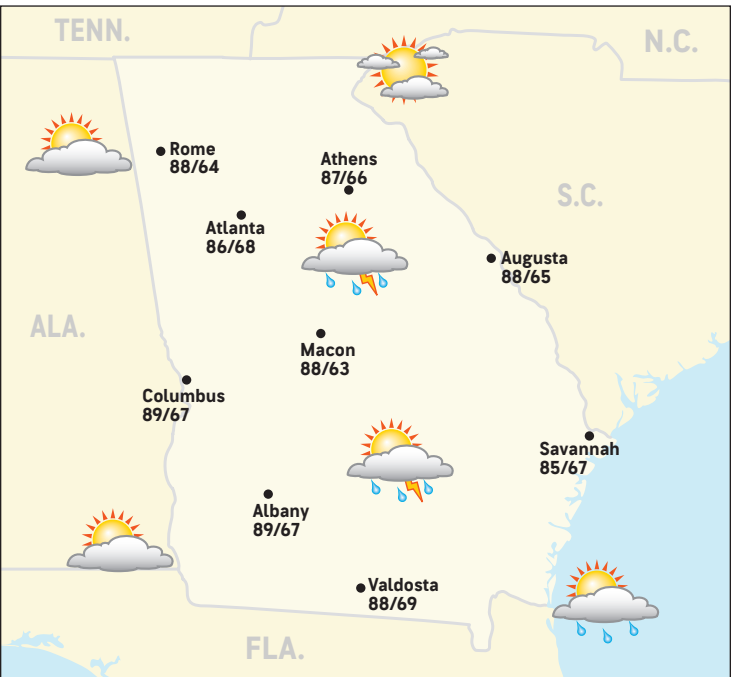 TENN.
N.C.
Rome
88/64
Athens
87/66
S.C.
Atlanta
86/68
Augusta
88/65
ALA.
Macon
88/63
Columbus
89/67
Savannah
85/67
Albany
89/67
Valdosta
88/69
FLA.